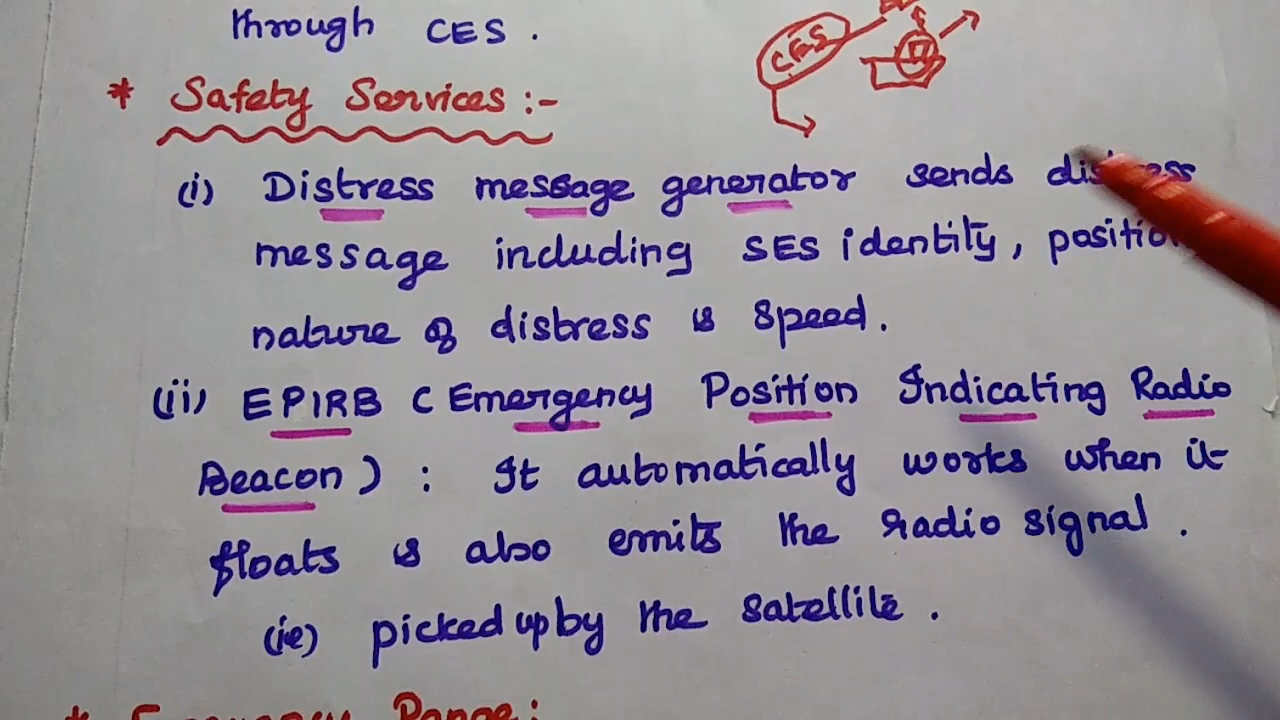 through CES.
CES
* Safety Services :-
(i) Distress message generator sends distress
message including SES identity, position
nature of distress & speed.
(ii) EPIRB (Emergency Position Indicating Radio
Beacon) : It automatically works when it
floats & also emits the radio signal.
(ie) picked up by the satellite.
* Frequency Range :